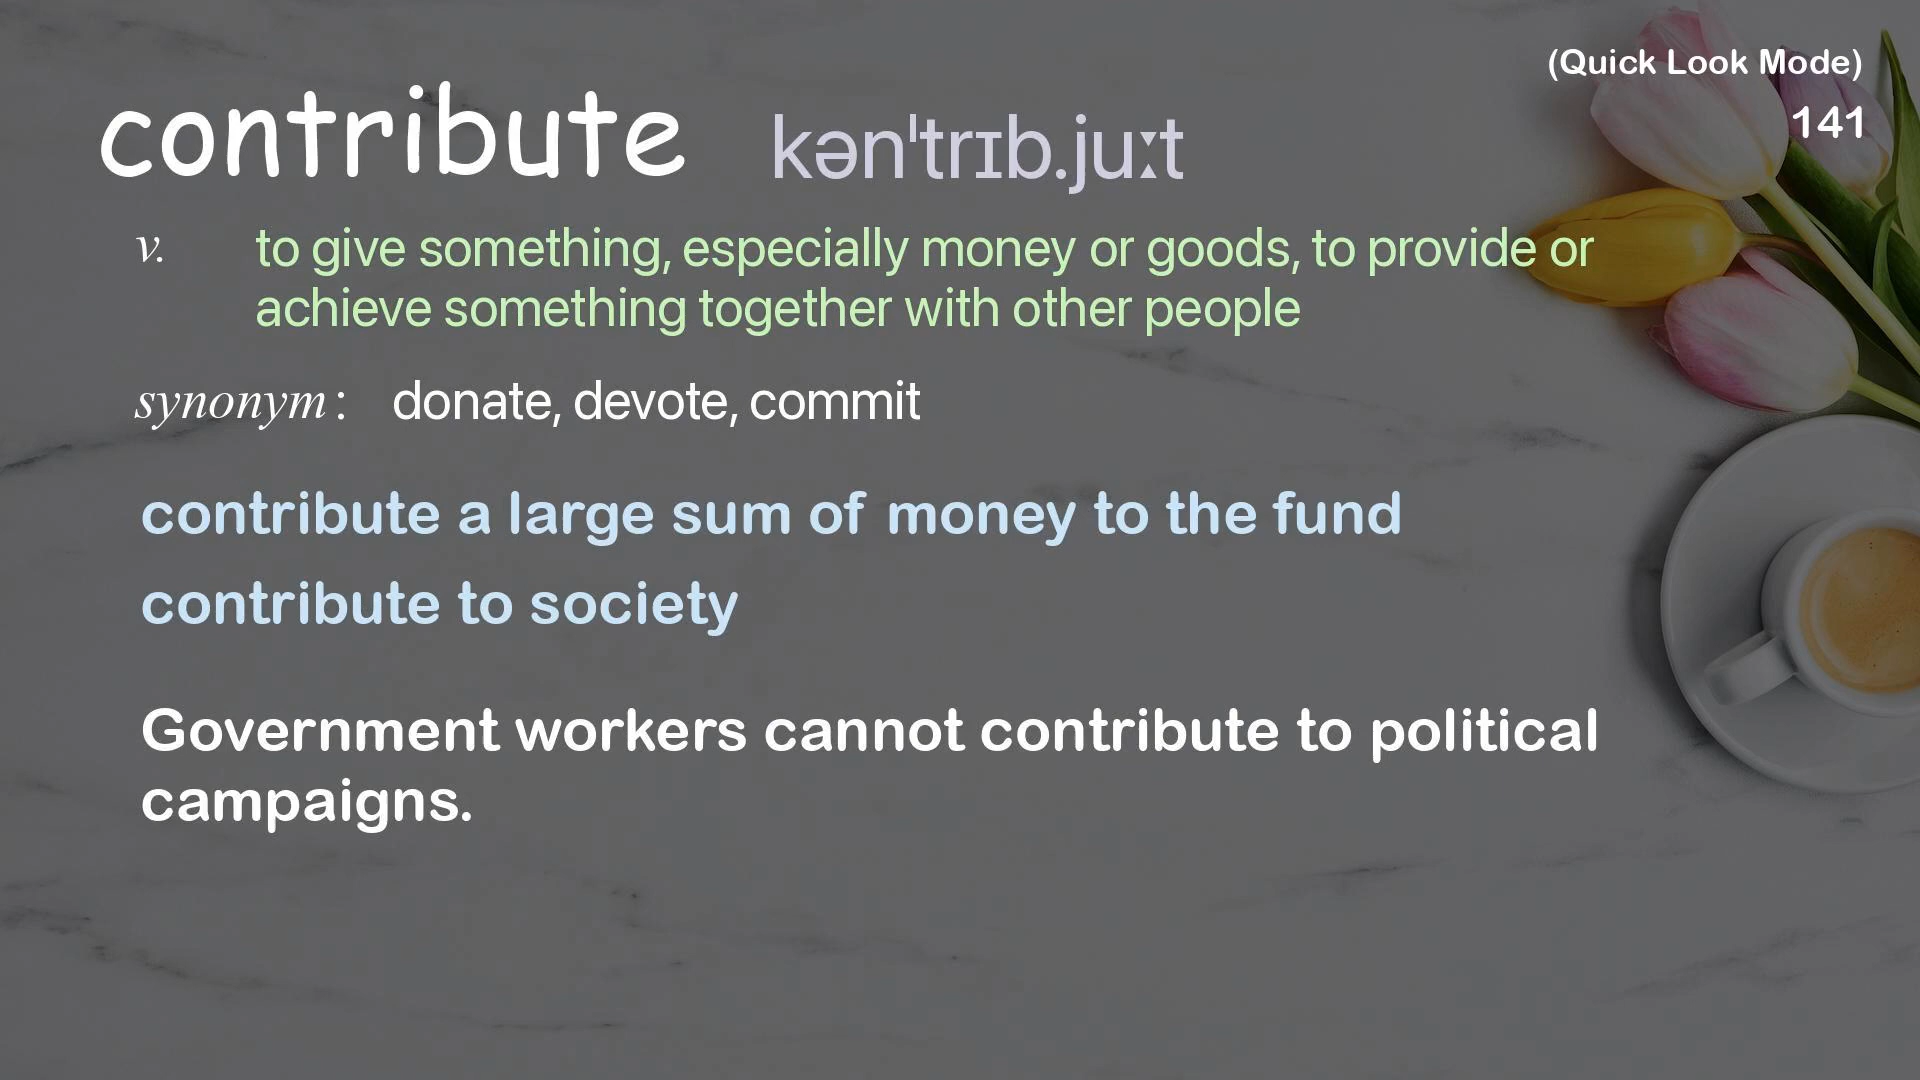 (Quick Look Mode)
141
contribute kən'trɪb.juːt
v. to give something, especially money or goods, to provide or
achieve something together with other people
synonym: donate, devote, commit
contribute a large sum of money to the fund
contribute to society
Government workers cannot contribute to political
campaigns.